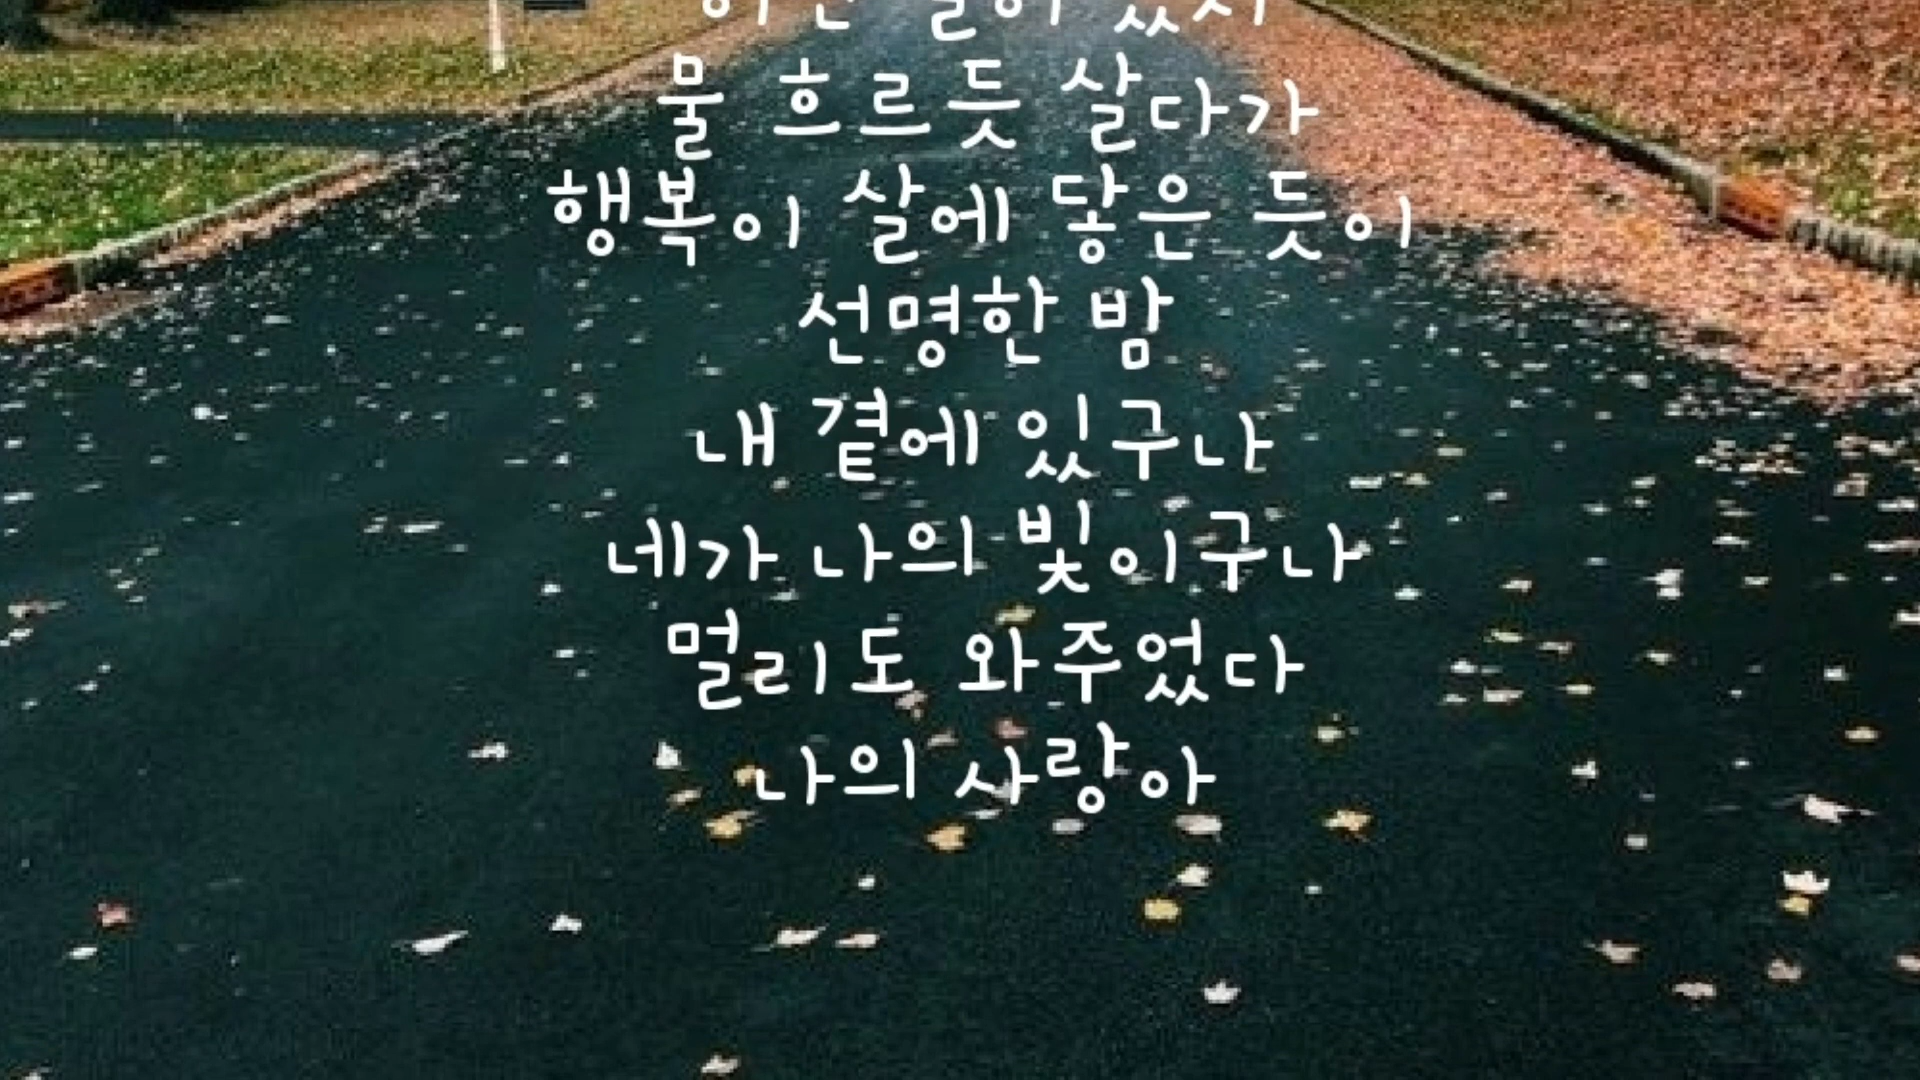 물 흐르듯 살다가
행복이 살에 닿은 듯이
선명한 밤
내 곁에 있구나
네가 나의 빛이구나
멀리도 와주었다
나의 사랑아